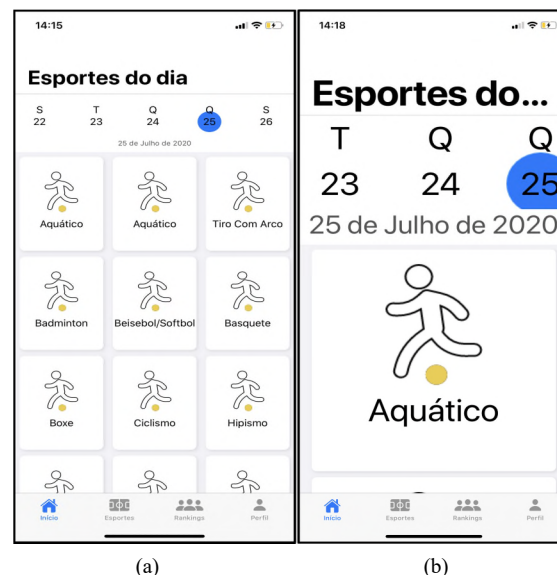 14:15
Esportes do dia
S T Q Q S
22 23 24 25 26
25 de Julho de 2020
Aquático Aquático Tiro Com Arco
Badminton Beisebol/Softbol Basquete
Boxe Ciclismo Hipismo
Início Esportes Rankings Perfil
(a)
14:18
Esportes do...
T Q Q
23 24 25
25 de Julho de 2020
Aquático
Início Esportes Rankings Perfil
(b)